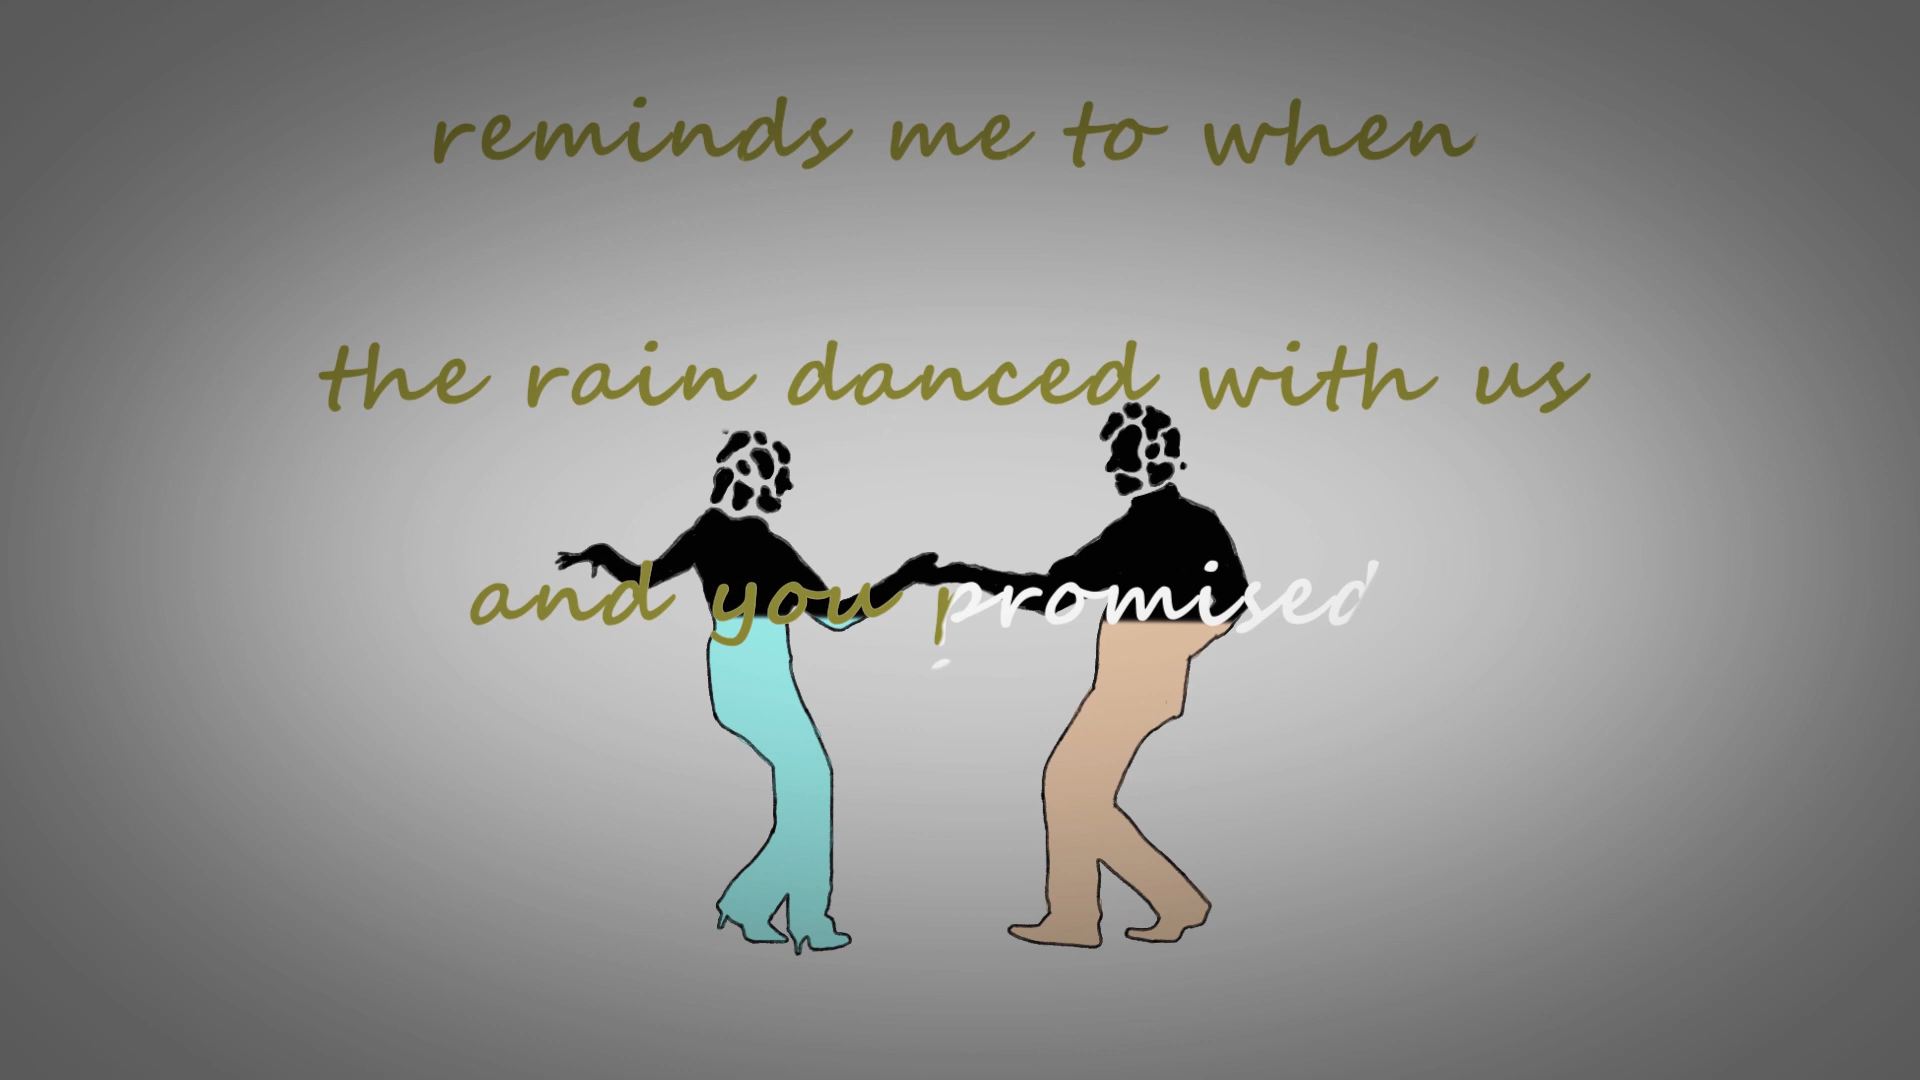 reminds me to when
the rain danced with us
and you promised